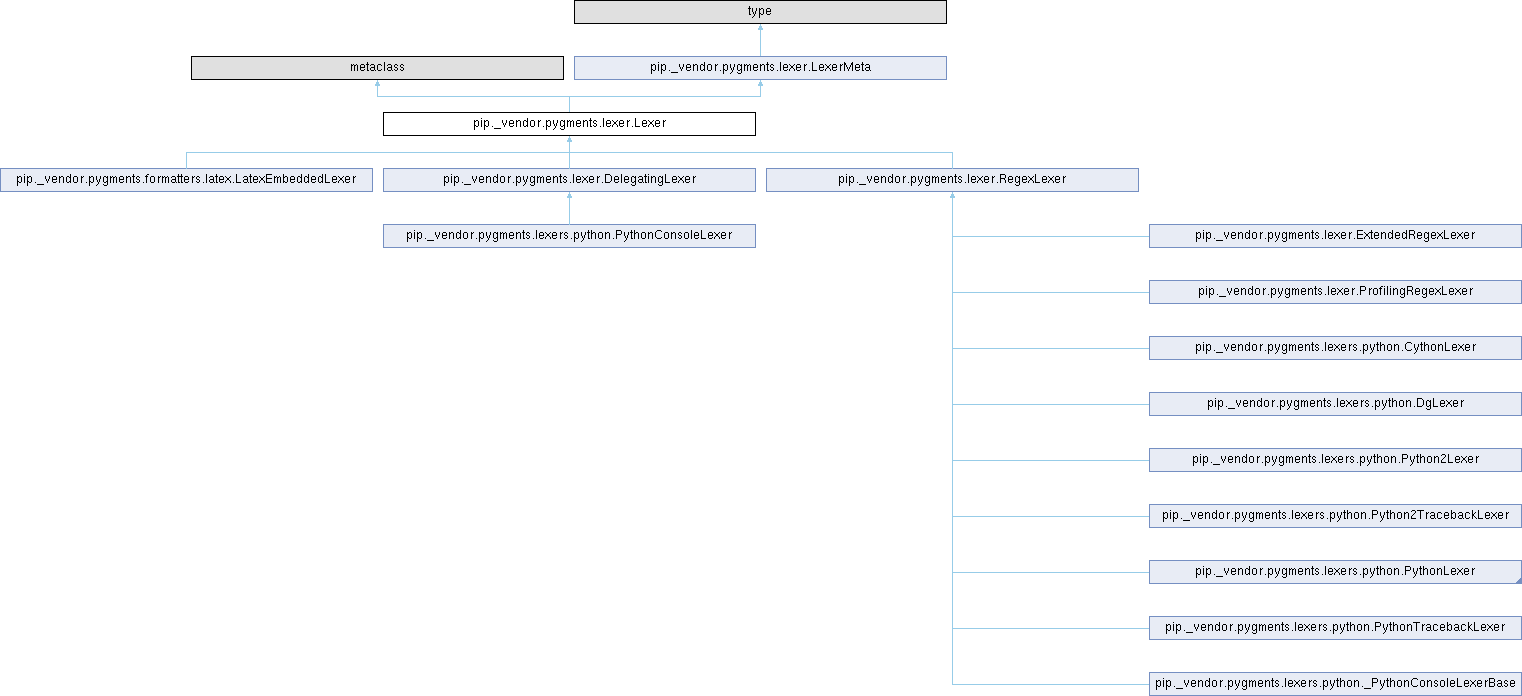 type
metaclass
pip._vendor.pygments.lexer.LexerMeta
pip._vendor.pygments.lexer.Lexer
pip._vendor.pygments.formatters.latex.LatexEmbeddedLexer
pip._vendor.pygments.lexer.DelegatingLexer
pip._vendor.pygments.lexer.RegexLexer
pip._vendor.pygments.lexers.python.PythonConsoleLexer
pip._vendor.pygments.lexer.ExtendedRegexLexer
pip._vendor.pygments.lexer.ProfilingRegexLexer
pip._vendor.pygments.lexers.python.CythonLexer
pip._vendor.pygments.lexers.python.DgLexer
pip._vendor.pygments.lexers.python.Python2Lexer
pip._vendor.pygments.lexers.python.Python2TracebackLexer
pip._vendor.pygments.lexers.python.PythonLexer
pip._vendor.pygments.lexers.python.PythonTracebackLexer
pip._vendor.pygments.lexers.python._PythonConsoleLexerBase